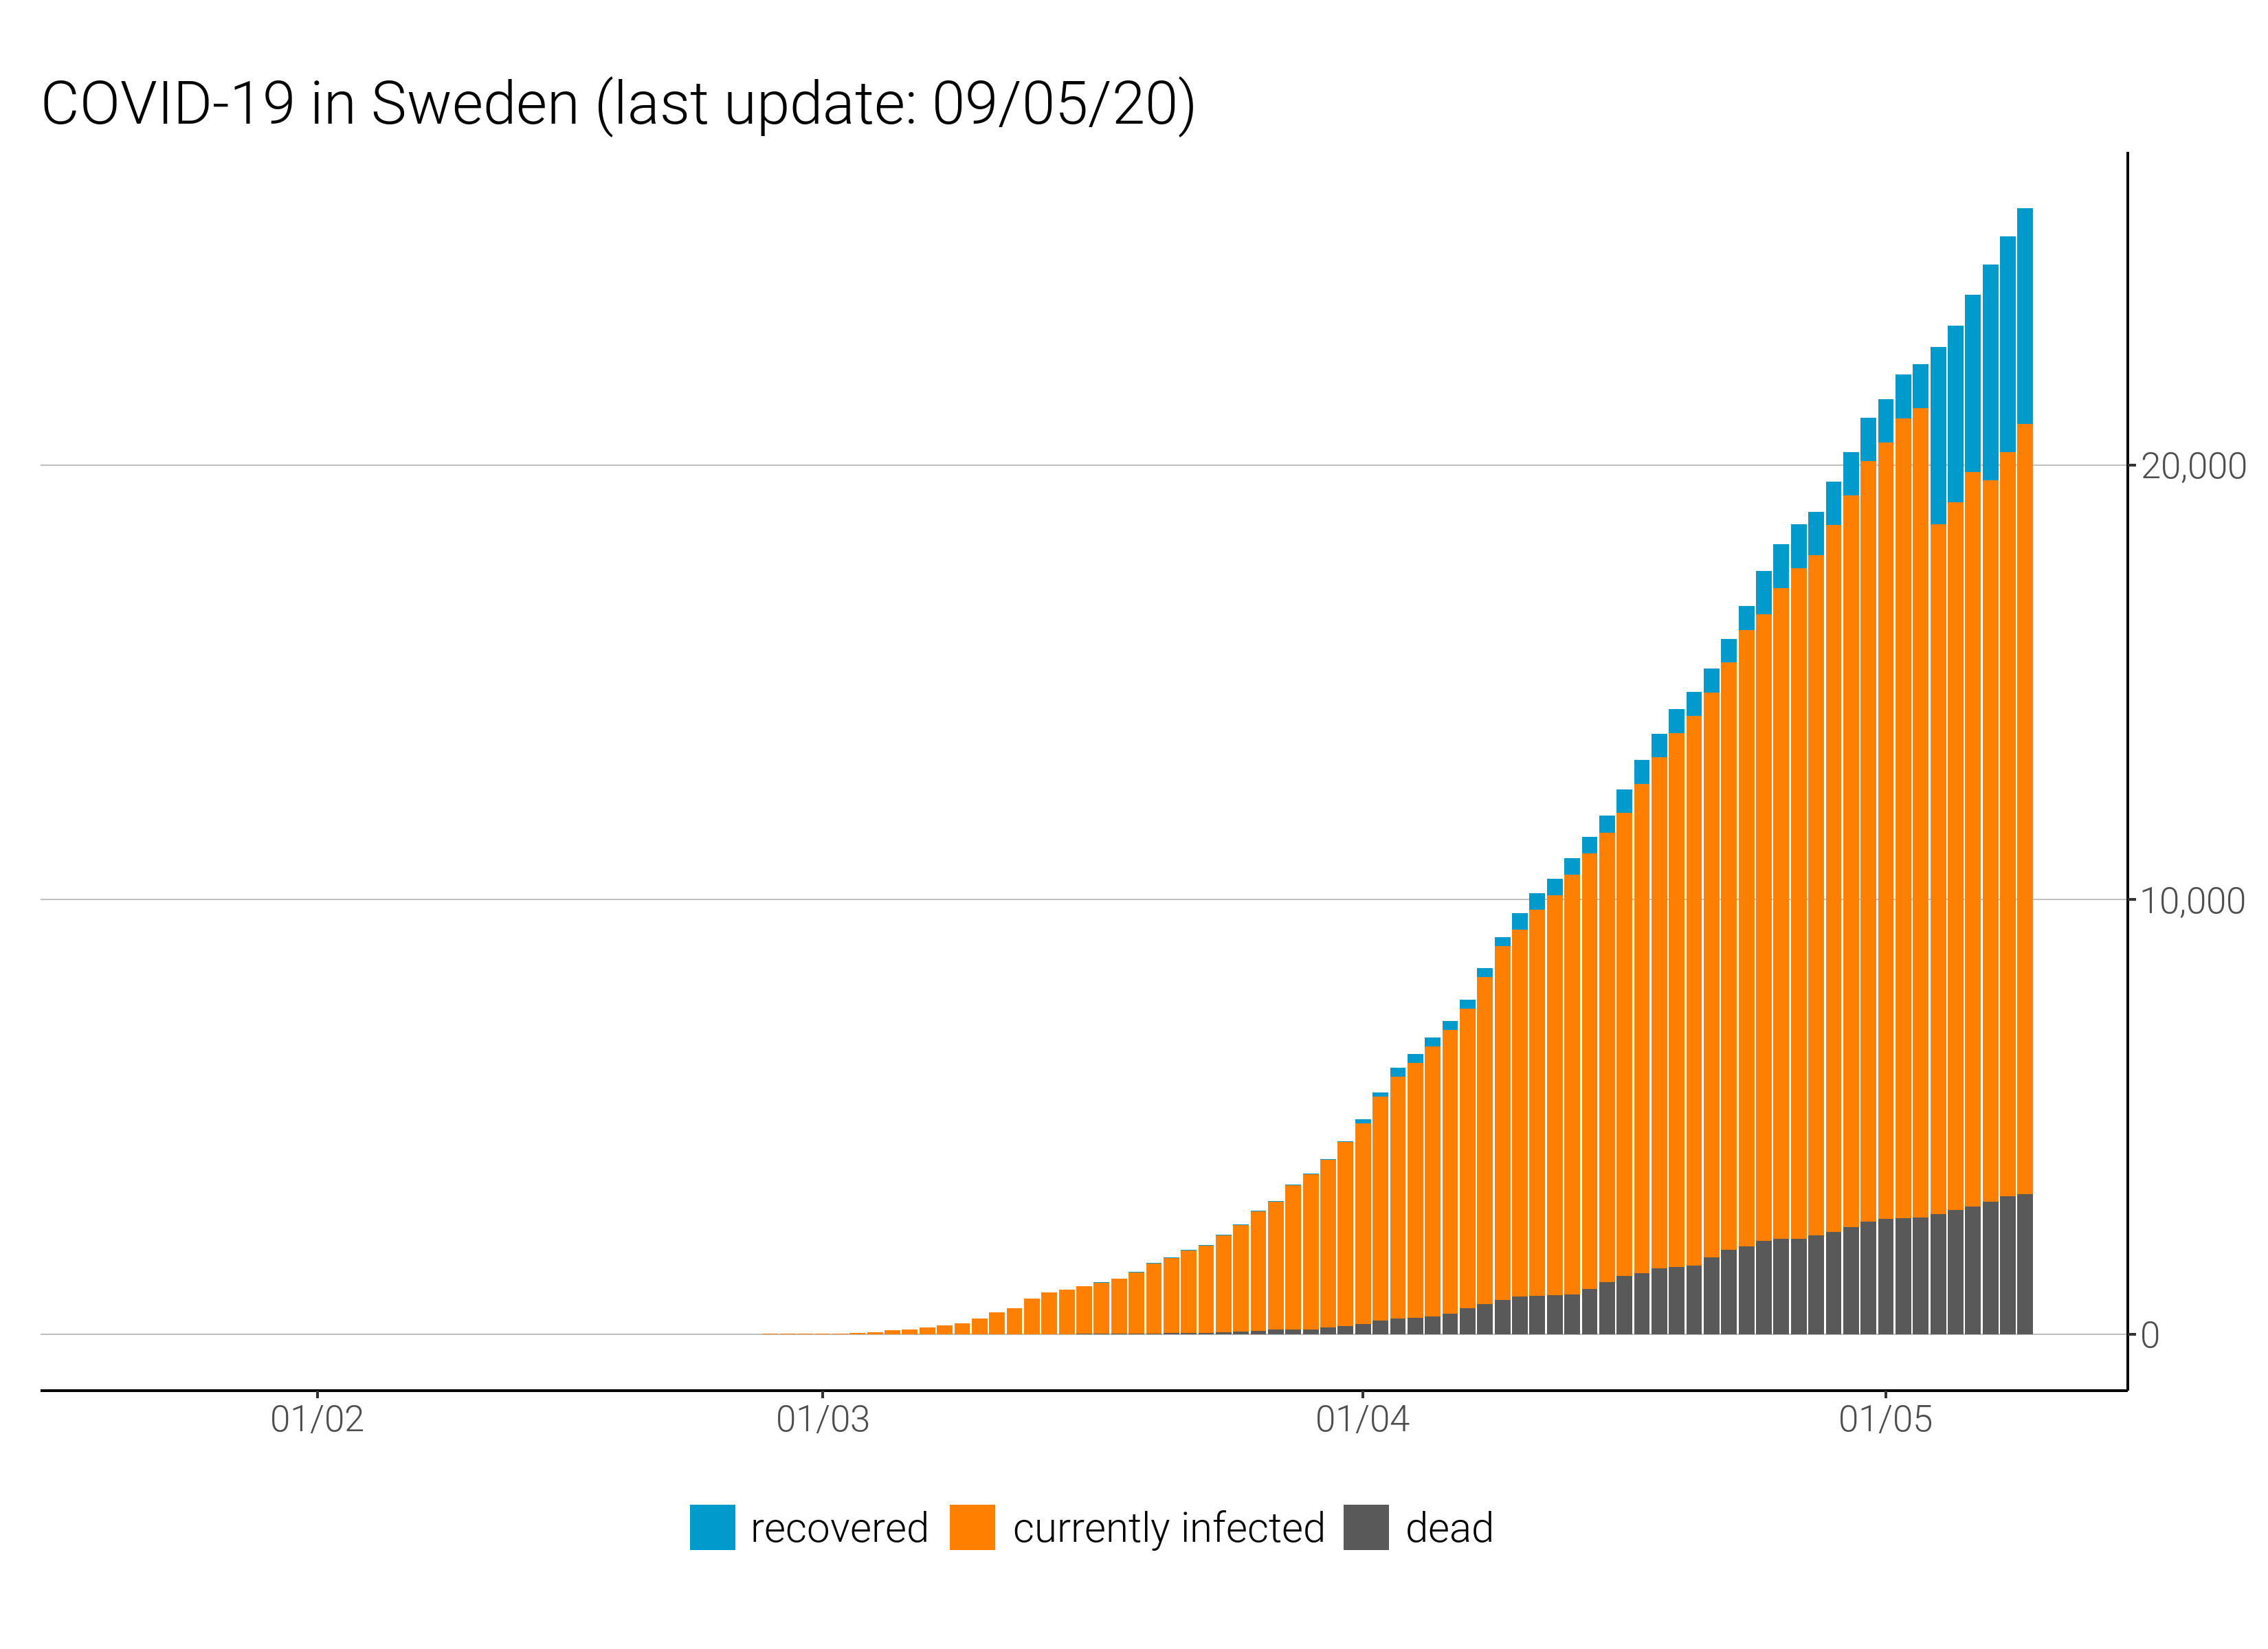 COVID-19 in Sweden (last update: 09/05/20)
20,000
10,000
0
01/02 01/03 01/04 01/05
recovered currently infected dead